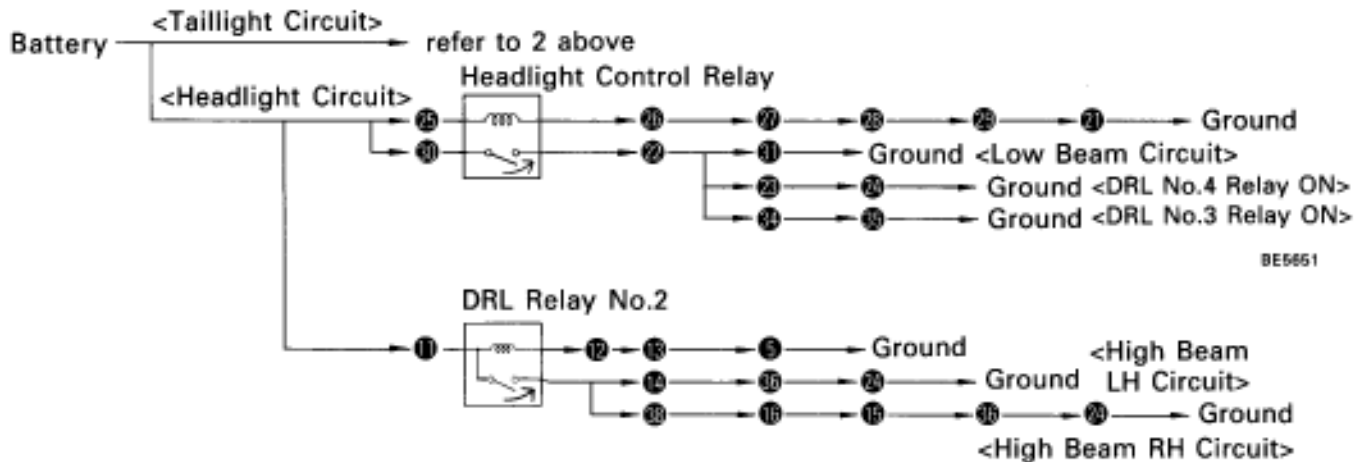 <Taillight Circuit>
Battery refer to 2 above
Headlight Control Relay
<Headlight Circuit>
25 26 27 28 29 21 Ground
30 22 31 Ground <Low Beam Circuit>
23 24 Ground <DRL No.4 Relay ON>
34 35 Ground <DRL No.3 Relay ON>
BE5651
DRL Relay No.2
11 12 13 5 Ground
<High Beam
LH Circuit>
14 36 24 Ground
38 16 15 36 24 Ground
<High Beam RH Circuit>